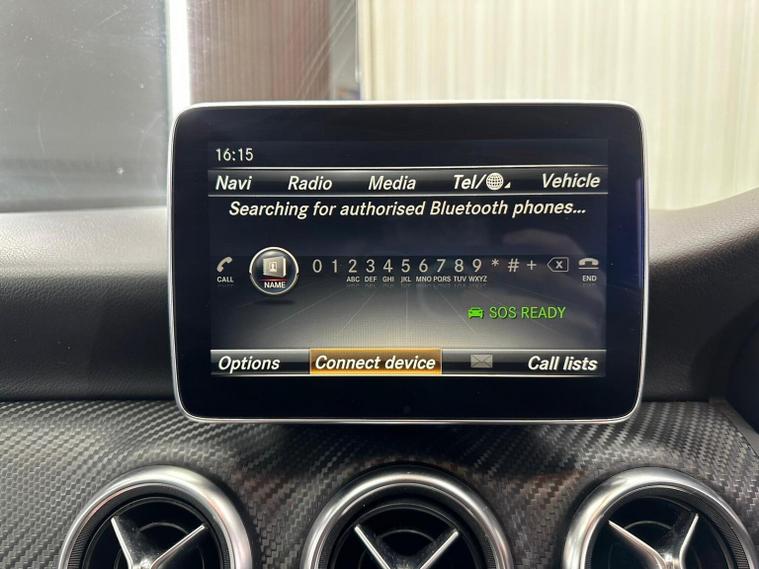 16:15
Navi Radio Media Tel/ Vehicle
Searching for authorised Bluetooth phones...
0 1 2 3 4 5 6 7 8 9 * # +
CALL NAME ABC DEF GHI JKL MNO PQRS TUV WXYZ END
SOS READY
Options Connect device Call lists